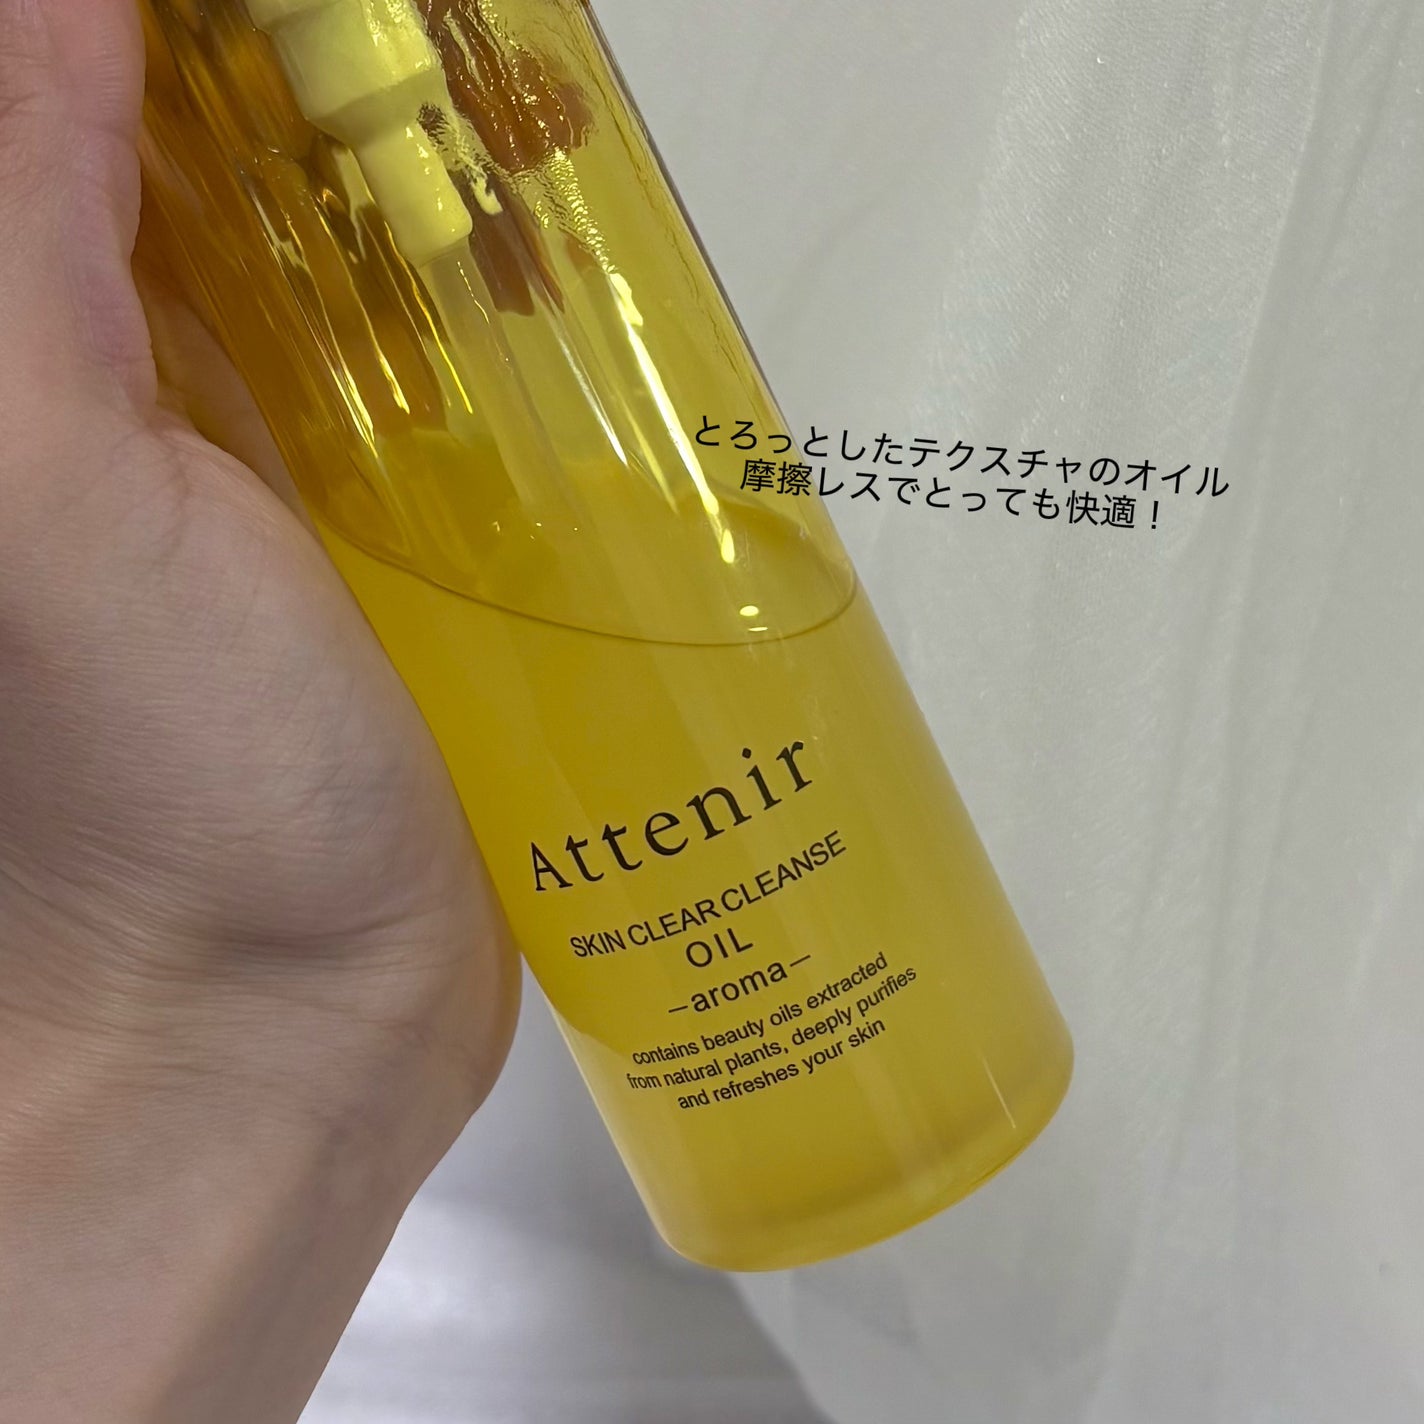 とろっとしたテクスチャのオイル
摩擦レスでとっても快適！
Attenir
SKIN CLEAR CLEANSE
OIL
—aroma—
contains beauty oils extracted
from natural plants, deeply purifies
and refreshes your skin